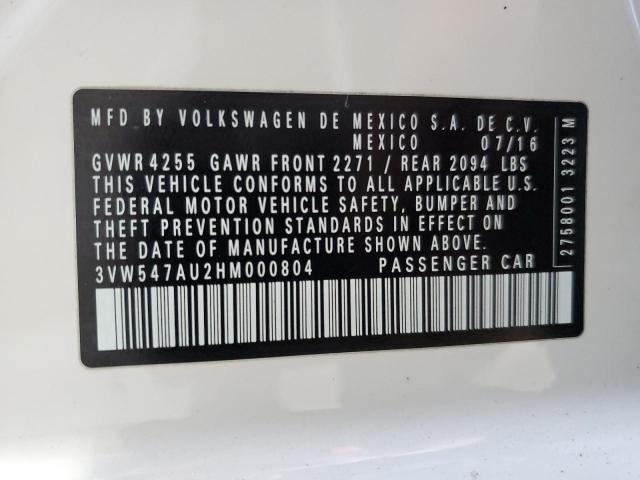 MFD BY VOLKSWAGEN DE MEXICO S.A. DE C.V.
MEXICO 07/16
GVWR 4255 GAWR FRONT 2271 / REAR 2094 LBS
THIS VEHICLE CONFORMS TO ALL APPLICABLE U.S.
FEDERAL MOTOR VEHICLE SAFETY, BUMPER AND
THEFT PREVENTION STANDARDS IN EFFECT ON
THE DATE OF MANUFACTURE SHOWN ABOVE.
3VW547AU2HM000804 PASSENGER CAR
2758001 3223 M